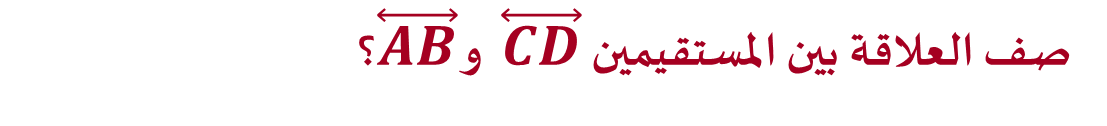 صف العلاقة بين المستقيمين CD و AB؟